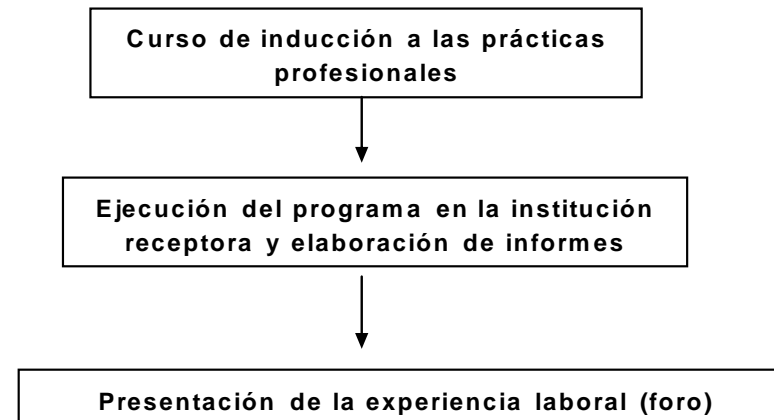 Curso de inducción a las prácticas
profesionales
Ejecución del programa en la institución
receptora y elaboración de informes
Presentación de la experiencia laboral (foro)